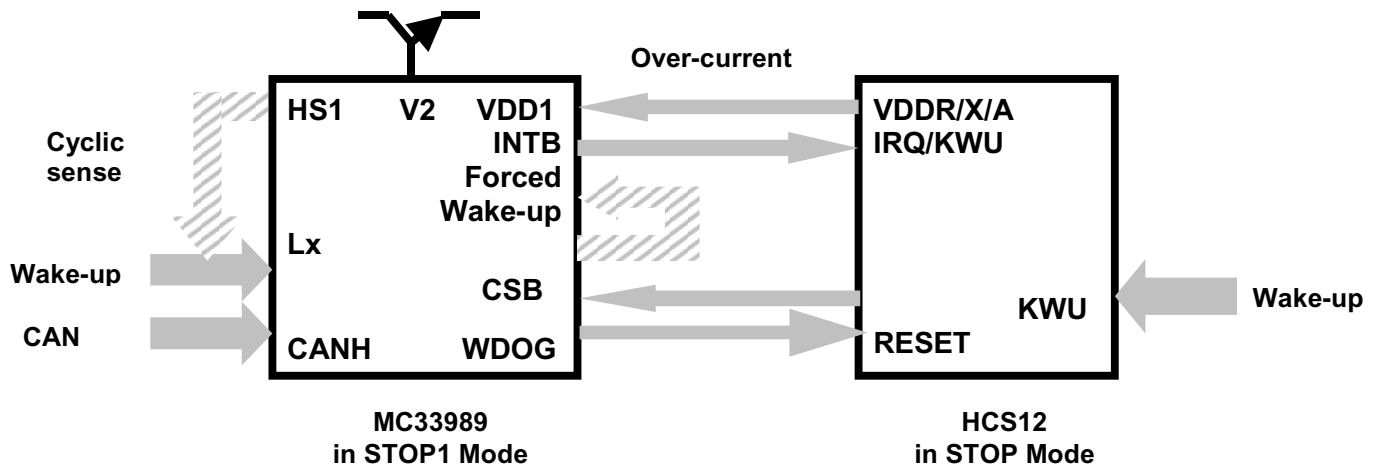 Over-current
HS1 V2 VDD1
VDDR/X/A
INTB
IRQ/KWU
Cyclic
sense
Forced
Wake-up
Lx
Wake-up
CSB
KWU
Wake-up
CAN
CANH WDOG
RESET
MC33989
in STOP1 Mode
HCS12
in STOP Mode